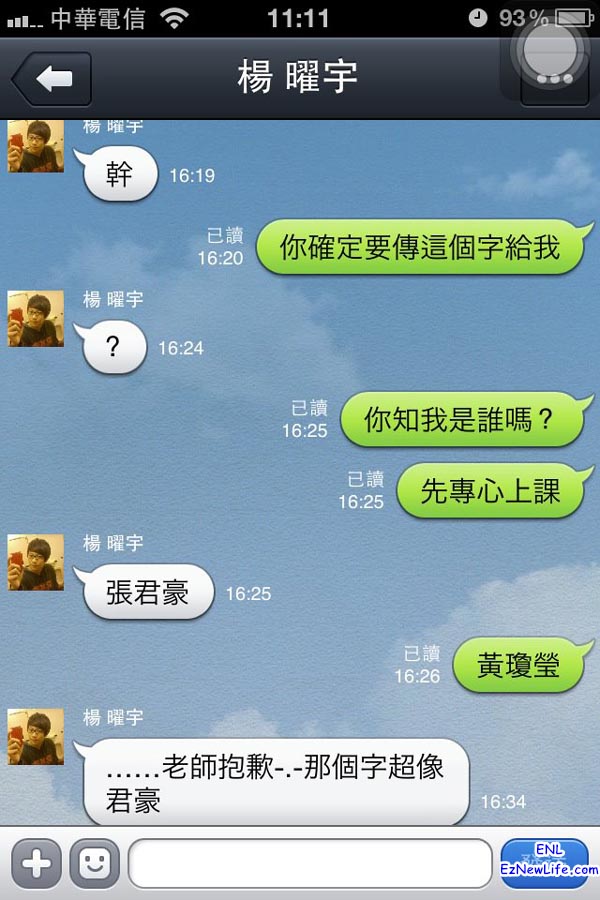 中華電信 11:11 93%
楊 曜宇
楊 曜宇
幹 16:19
已讀
16:20
你確定要傳這個字給我
楊 曜宇
? 16:24
已讀
16:25
你知我是誰嗎？
已讀
16:25
先專心上課
楊 曜宇
張君豪 16:25
已讀
16:26
黃瓊瑩
楊 曜宇
……老師抱歉-.-那個字超像
君豪 16:34
ENL
EzNewLife.com